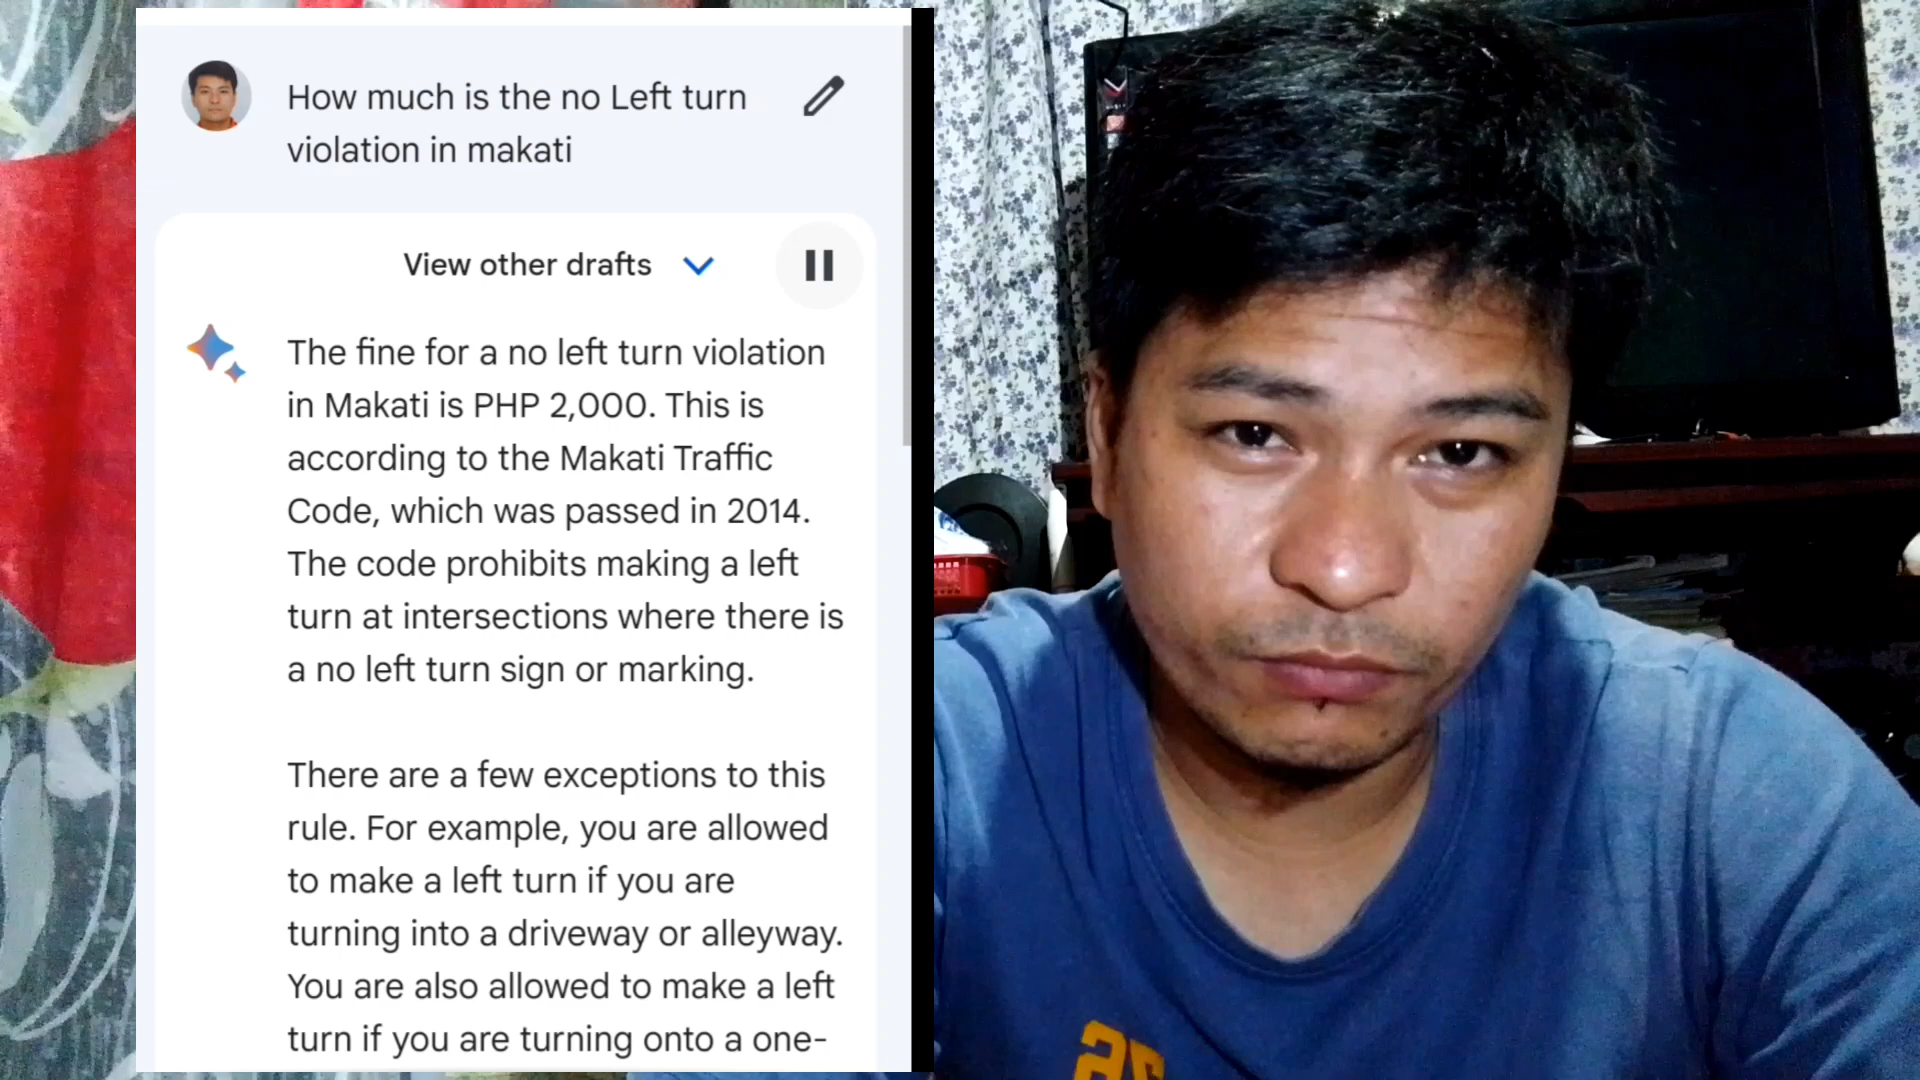 How much is the no Left turn
violation in makati
View other drafts
The fine for a no left turn violation
in Makati is PHP 2,000. This is
according to the Makati Traffic
Code, which was passed in 2014.
The code prohibits making a left
turn at intersections where there is
a no left turn sign or marking.
There are a few exceptions to this
rule. For example, you are allowed
to make a left turn if you are
turning into a driveway or alleyway.
You are also allowed to make a left
turn if you are turning onto a one-